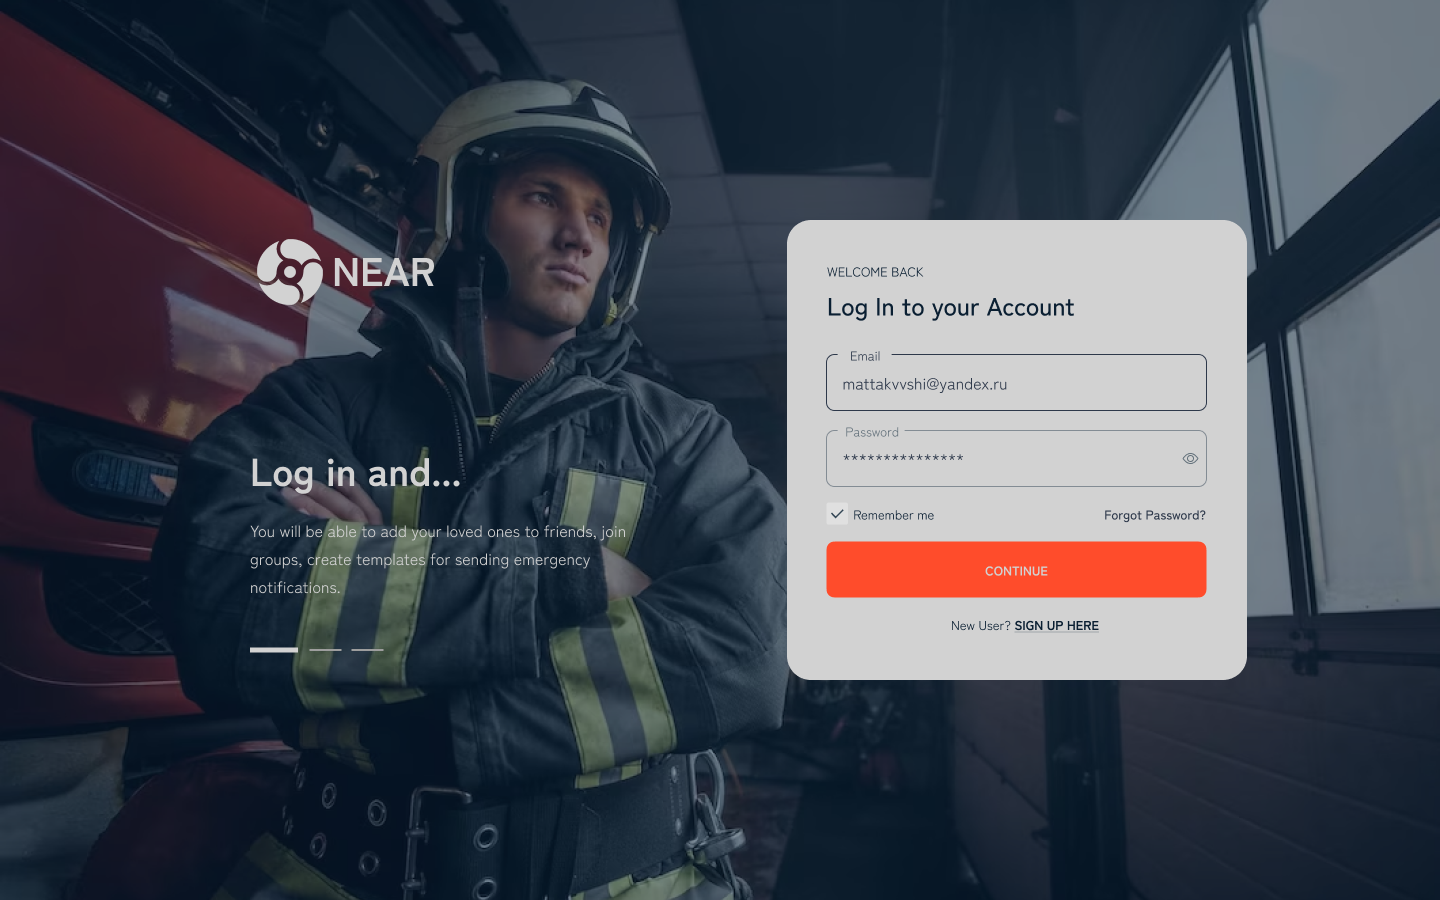 NEAR
Log in and...
You will be able to add your loved ones to friends, join
groups, create templates for sending emergency
notifications.
WELCOME BACK
Log In to your Account
Email
mattakvvshi@yandex.ru
Password
***************
Remember me
Forgot Password?
CONTINUE
New User? SIGN UP HERE